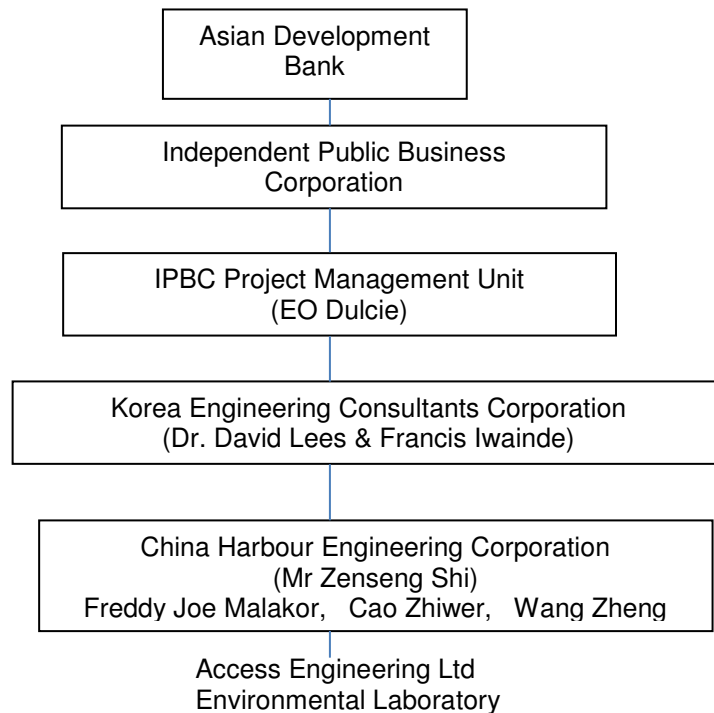 Asian Development
Bank
Independent Public Business
Corporation
IPBC Project Management Unit
(EO Dulcie)
Korea Engineering Consultants Corporation
(Dr. David Lees & Francis Iwainde)
China Harbour Engineering Corporation
(Mr Zenseng Shi)
Freddy Joe Malakor, Cao Zhiwer, Wang Zheng
Access Engineering Ltd
Environmental Laboratory